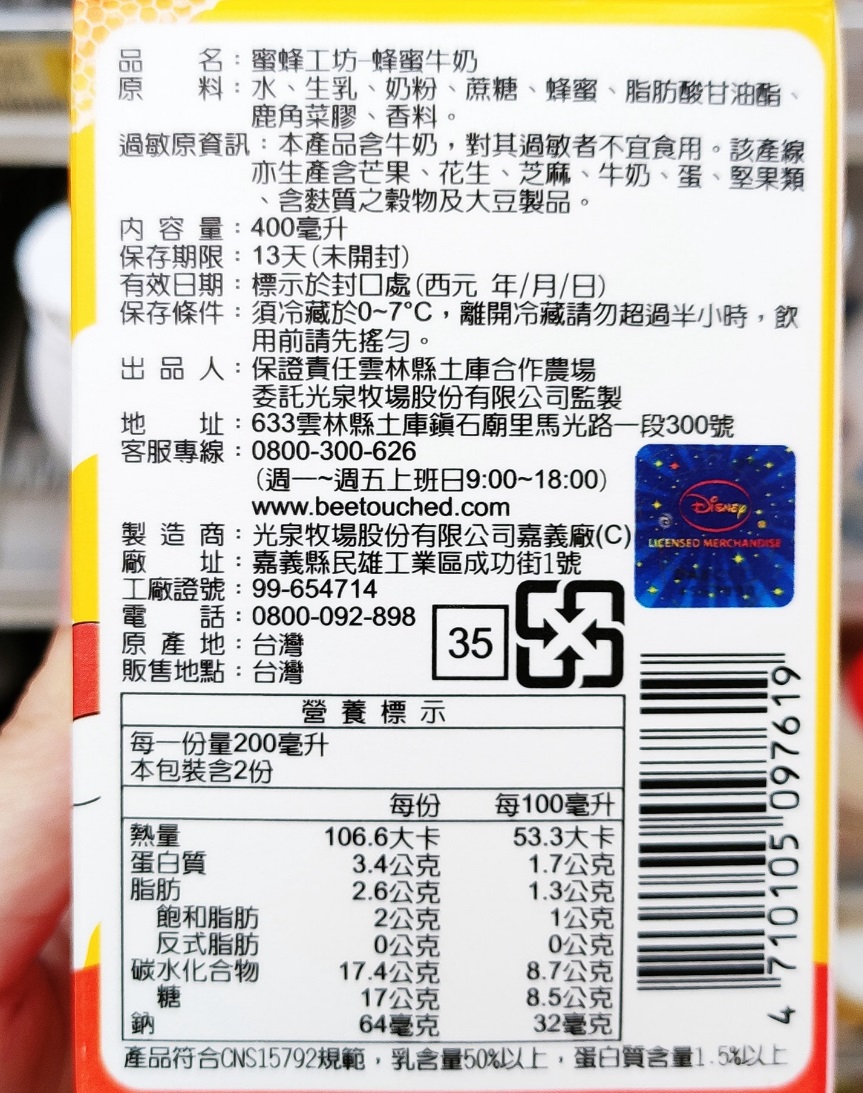 品名：蜜蜂工坊-蜂蜜牛奶
原料：水、生乳、奶粉、蔗糖、蜂蜜、脂肪酸甘油酯、
鹿角菜膠、香料。
過敏原資訊：本產品含牛奶，對其過敏者不宜食用。該產線
亦生產含芒果、花生、芝麻、牛奶、蛋、堅果類
、含麩質之穀物及大豆製品。
內容量：400毫升
保存期限：13天(未開封)
有效日期：標示於封口處(西元 年/月/日)
保存條件：須冷藏於0~7°C，離開冷藏請勿超過半小時，飲
用前請先搖勻。
出品人：保證責任雲林縣土庫合作農場
委託光泉牧場股份有限公司監製
地址：633雲林縣土庫鎮石廟里馬光路一段300號
客服專線：0800-300-626
(週一~週五上班日9:00~18:00)
www.beetouched.com
製造商：光泉牧場股份有限公司嘉義廠(C)
廠址：嘉義縣民雄工業區成功街1號
工廠證號：99-654714
電話：0800-092-898
原產地：台灣
販售地點：台灣
35
Disney
LICENSED MERCHANDISE
營養標示
每一份量200毫升
本包裝含2份
每份 每100毫升
熱量 106.6大卡 53.3大卡
蛋白質 3.4公克 1.7公克
脂肪 2.6公克 1.3公克
飽和脂肪 2公克 1公克
反式脂肪 0公克 0公克
碳水化合物 17.4公克 8.7公克
糖 17公克 8.5公克
鈉 64毫克 32毫克
產品符合CNS15792規範，乳含量50%以上，蛋白質含量1.5%以上
4 710105 097619